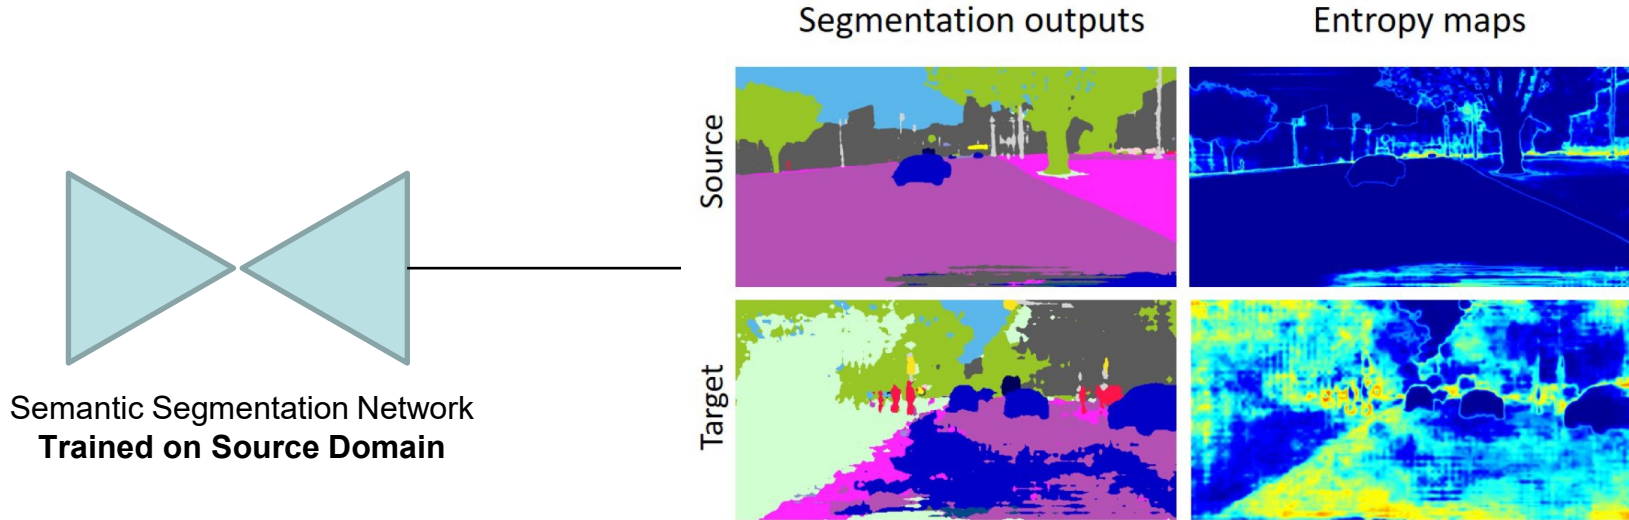 Segmentation outputs
Entropy maps
Source
Target
Semantic Segmentation Network
Trained on Source Domain